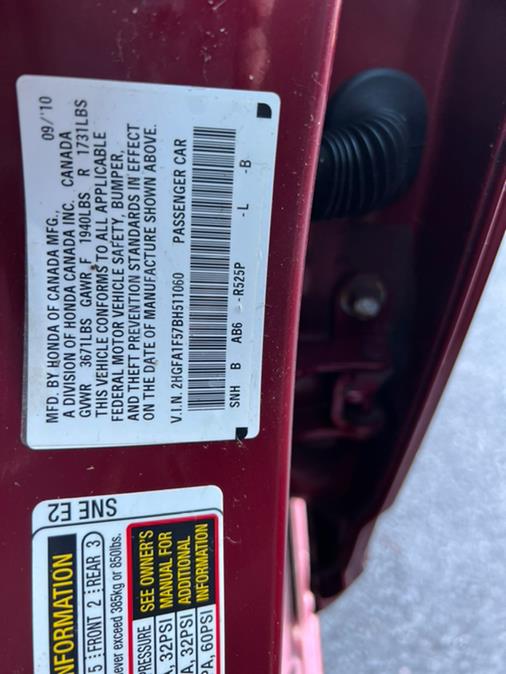 MFD. BY HONDA OF CANADA MFG., 09/'10
A DIVISION OF HONDA CANADA INC. CANADA
GVWR 3671LBS GAWR F 1940LBS R 1731LBS
THIS VEHICLE CONFORMS TO ALL APPLICABLE
FEDERAL MOTOR VEHICLE SAFETY, BUMPER,
AND THEFT PREVENTION STANDARDS IN EFFECT
ON THE DATE OF MANUFACTURE SHOWN ABOVE.
V.I.N. 2HGFA1F57BH511060 PASSENGER CAR
SNH B AB6 -R525P -L -B
SNE E2
INFORMATION
5 FRONT 2 REAR 3
never exceed 385kg or 850lbs.
PRESSURE
A, 32PSI
A, 32PSI
PA, 60PSI
SEE OWNER'S
MANUAL FOR
ADDITIONAL
INFORMATION